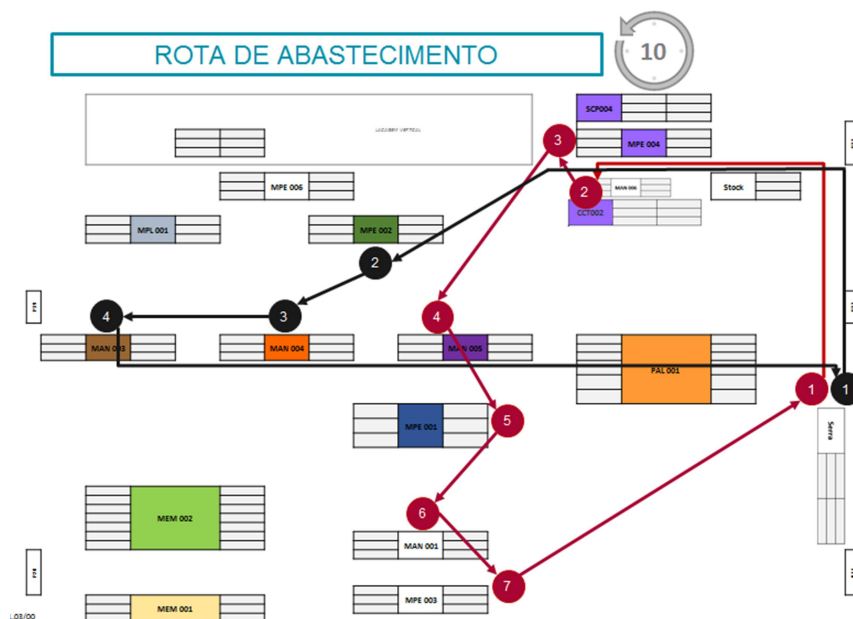 ROTA DE ABASTECIMENTO
10
SCP004
MPE 004
3
2
MAN 006
Stock
CCT002
MPE 006
MPL 001
MPE 002
2
4
3
4
MAN 003
MAN 004
MAN 005
PAL 001
1
1
Serra
MPE 001
5
MEM 002
6
MAN 001
7
MPE 003
MEM 001